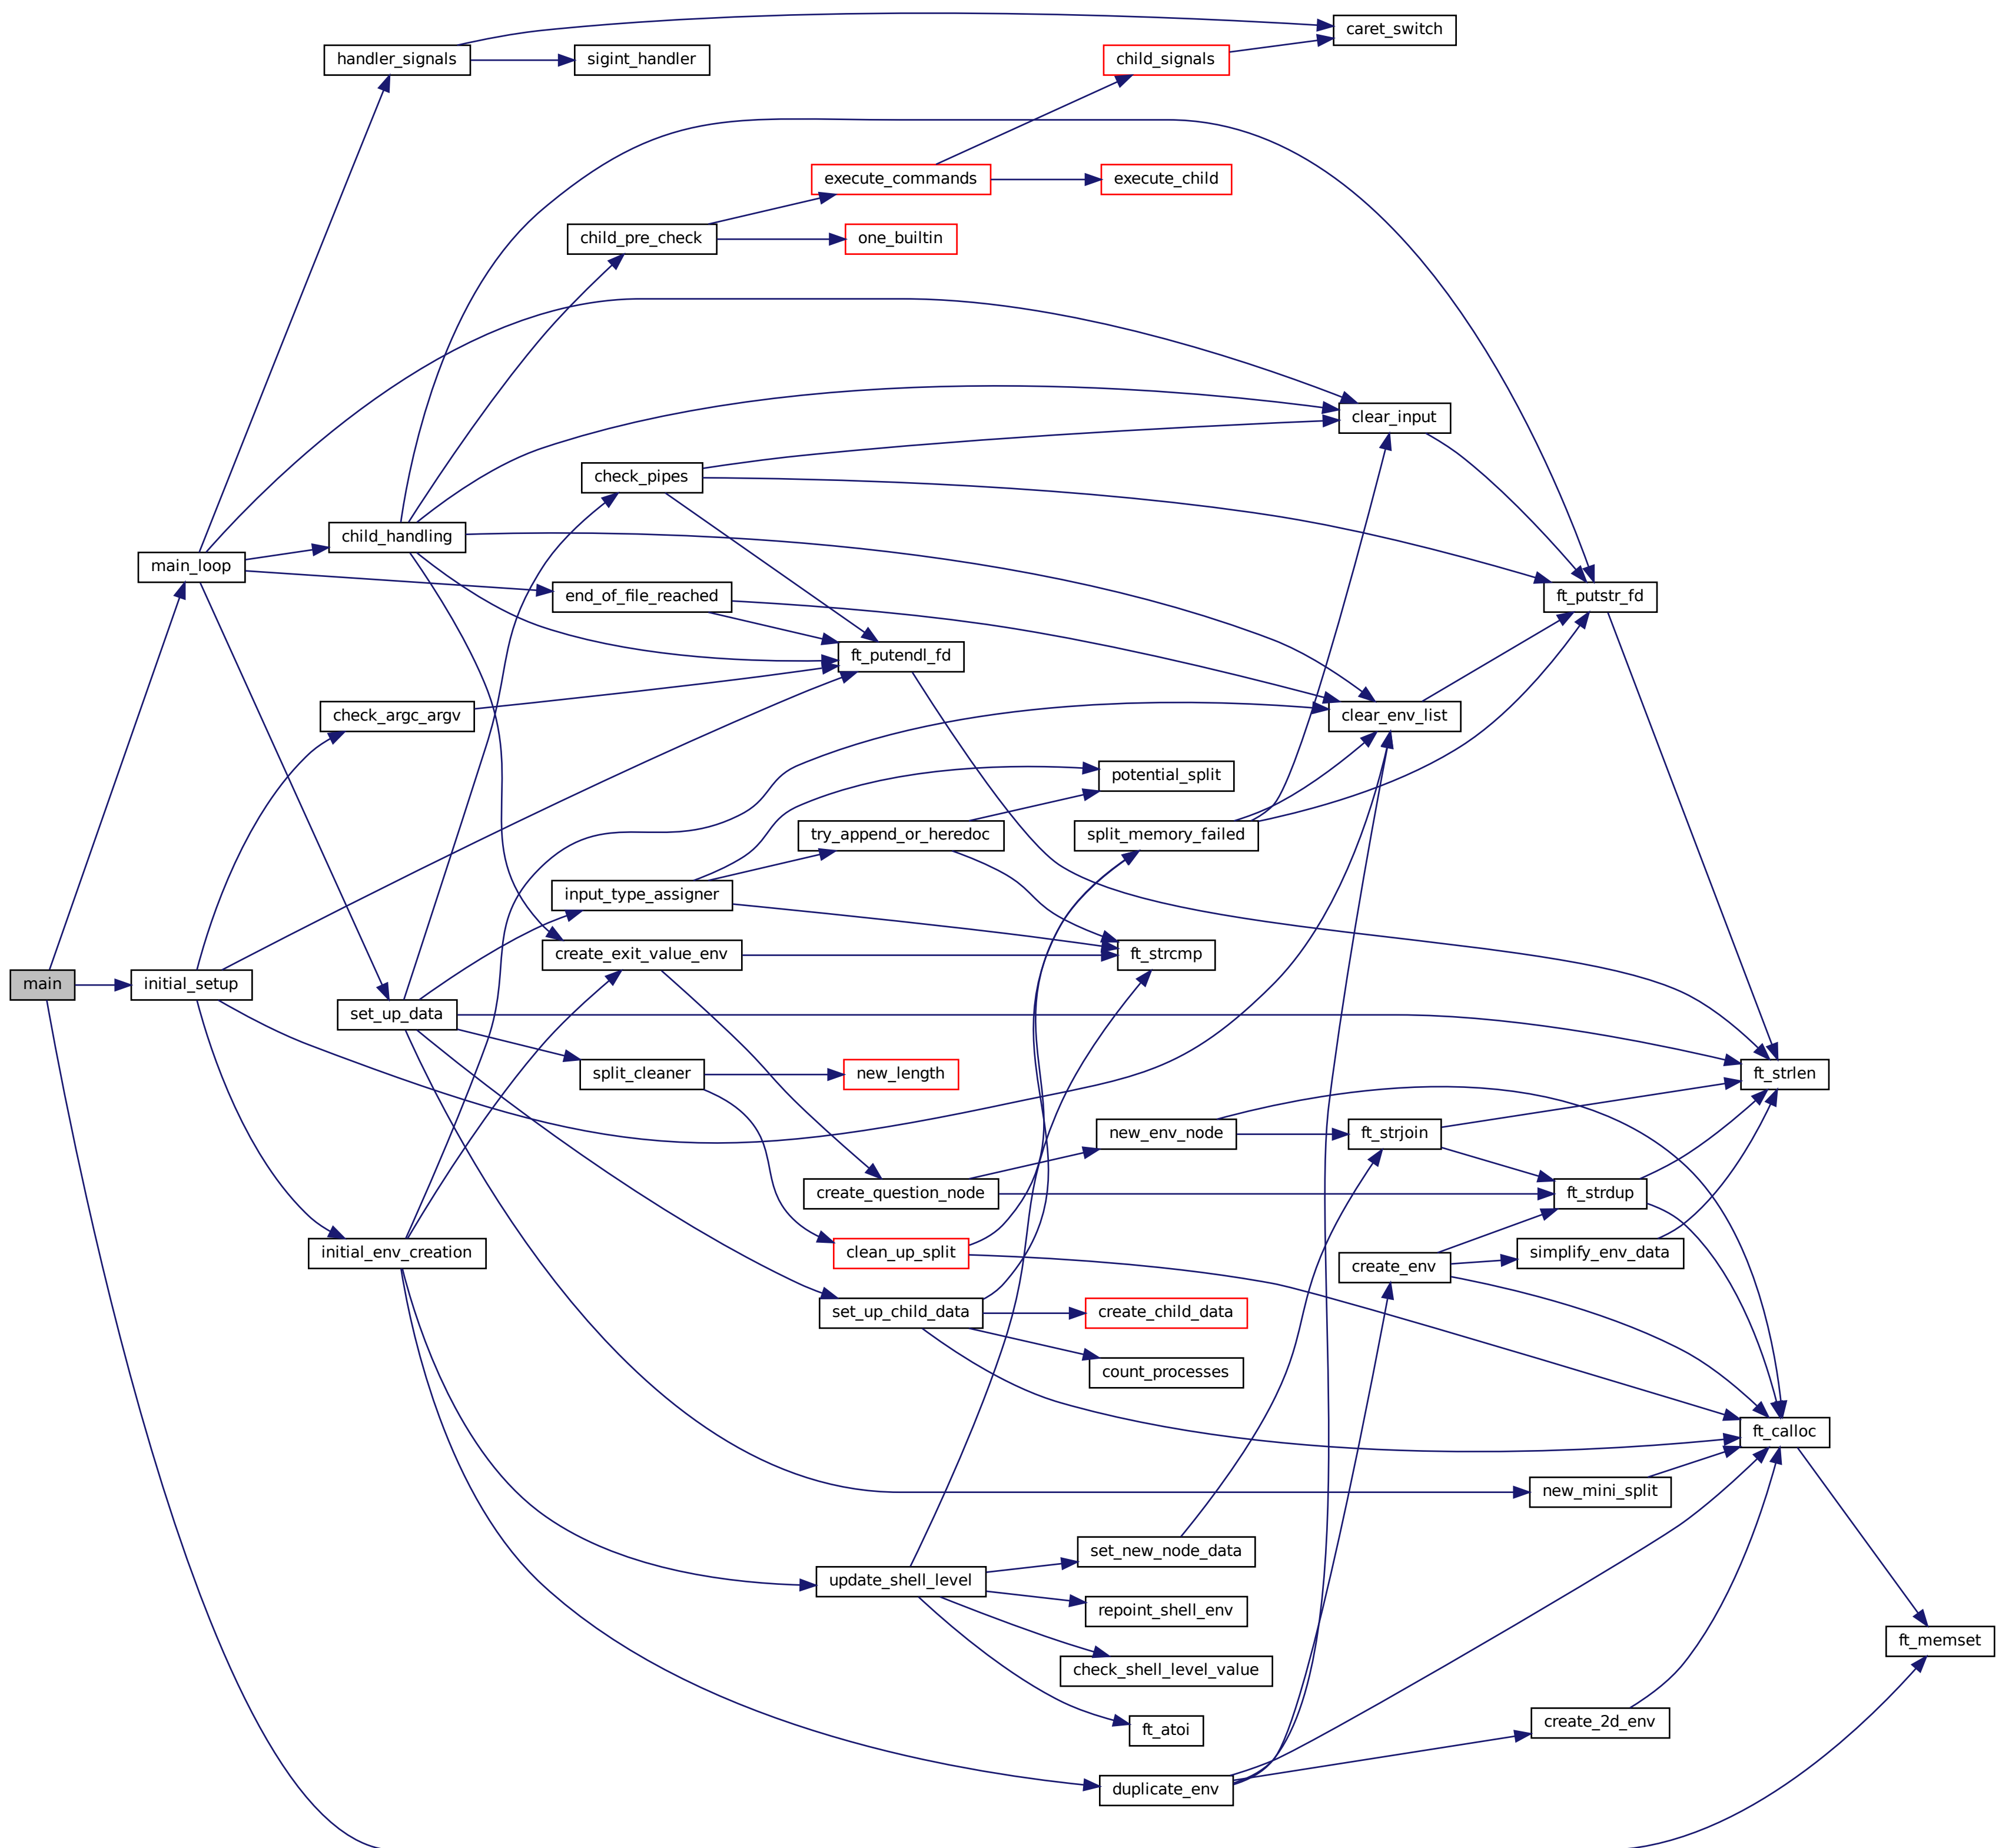 caret_switch
handler_signals
sigint_handler
child_signals
execute_commands
execute_child
child_pre_check
one_builtin
clear_input
check_pipes
child_handling
main_loop
end_of_file_reached
ft_putstr_fd
ft_putendl_fd
check_argc_argv
clear_env_list
potential_split
try_append_or_heredoc
split_memory_failed
input_type_assigner
create_exit_value_env
ft_strcmp
main
initial_setup
set_up_data
split_cleaner
new_length
ft_strlen
new_env_node
ft_strjoin
create_question_node
ft_strdup
initial_env_creation
clean_up_split
simplify_env_data
create_env
set_up_child_data
create_child_data
count_processes
ft_calloc
new_mini_split
set_new_node_data
update_shell_level
repoint_shell_env
ft_memset
check_shell_level_value
ft_atoi
create_2d_env
duplicate_env